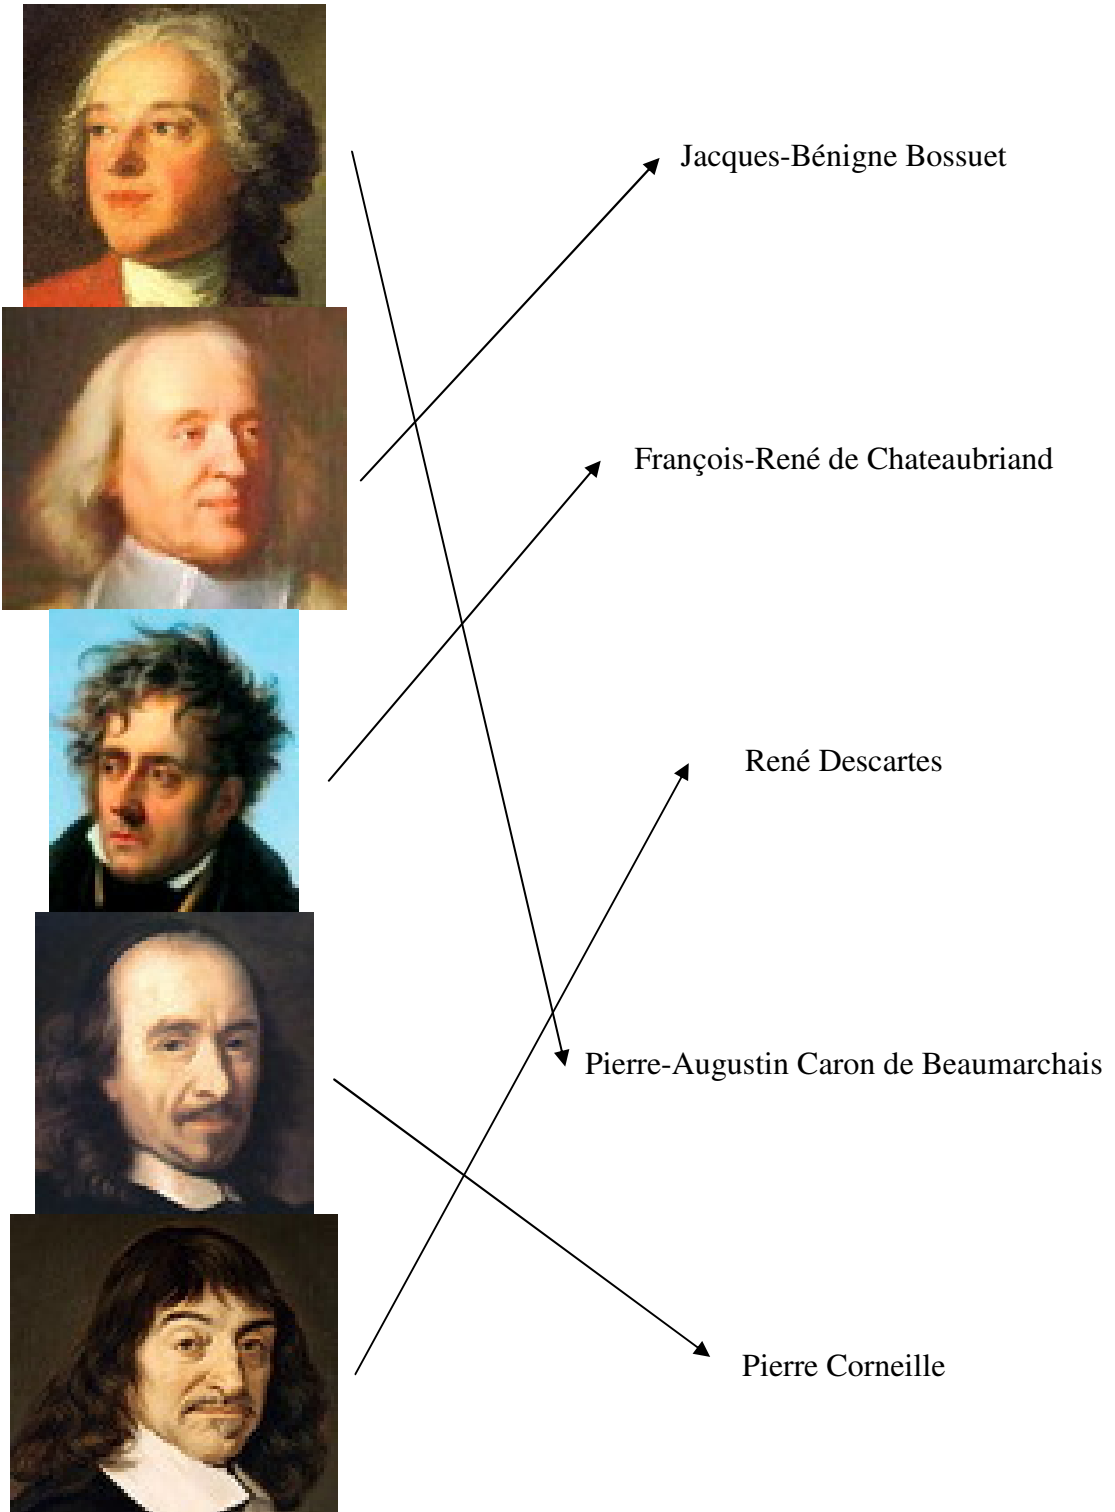 Jacques-Bénigne Bossuet
François-René de Chateaubriand
René Descartes
Pierre-Augustin Caron de Beaumarchais
Pierre Corneille